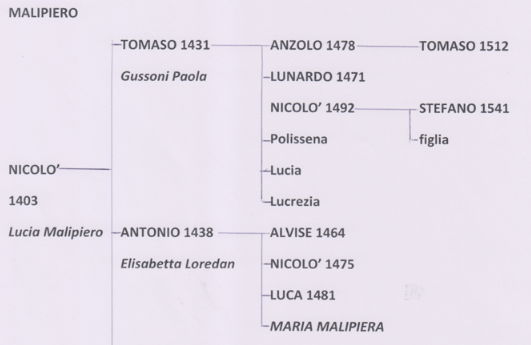 MALIPIERO
TOMASO 1431 ANZOLO 1478 TOMASO 1512
Gussoni Paola LUNARDO 1471
NICOLO' 1492 STEFANO 1541
Polissena figlia
NICOLO' Lucia
1403 Lucrezia
Lucia Malipiero ANTONIO 1438 ALVISE 1464
Elisabetta Loredan NICOLO' 1475
LUCA 1481
MARIA MALIPIERA